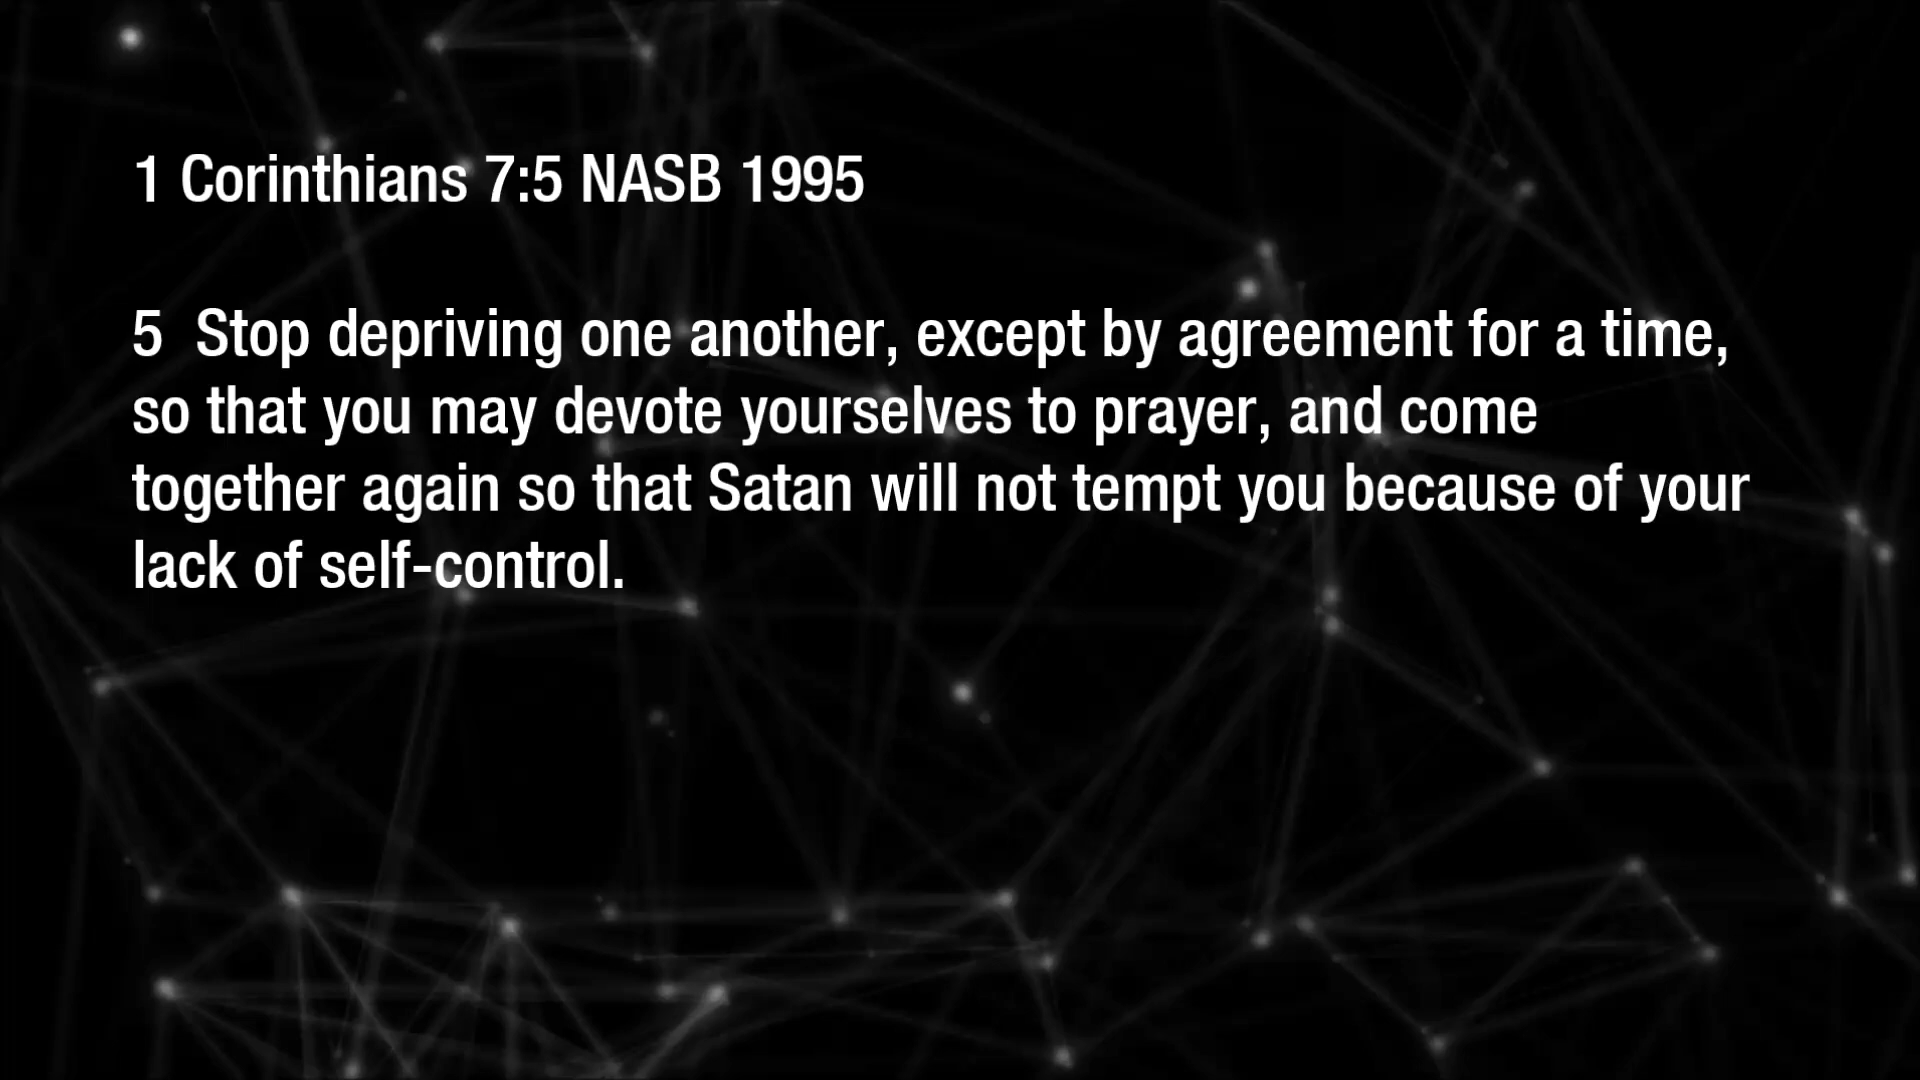 1 Corinthians 7:5 NASB 1995
5 Stop depriving one another, except by agreement for a time,
so that you may devote yourselves to prayer, and come
together again so that Satan will not tempt you because of your
lack of self-control.